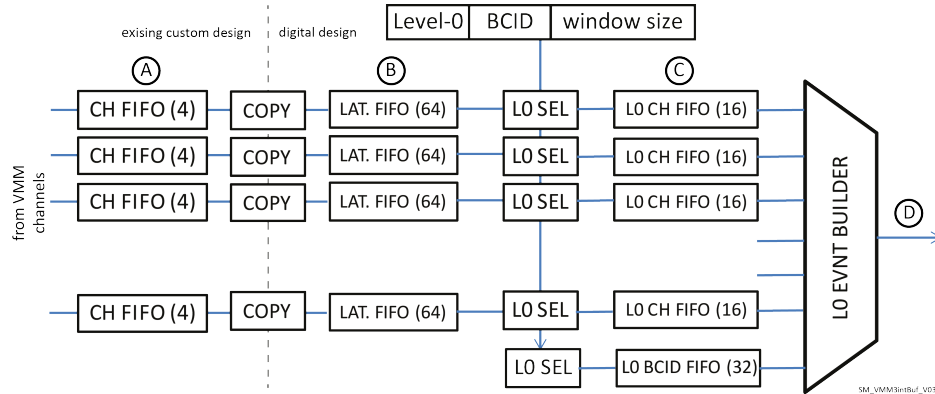 Level-0 BCID window size
exising custom design digital design
A B C
CH FIFO (4) COPY LAT. FIFO (64) L0 SEL L0 CH FIFO (16)
CH FIFO (4) COPY LAT. FIFO (64) L0 SEL L0 CH FIFO (16)
CH FIFO (4) COPY LAT. FIFO (64) L0 SEL L0 CH FIFO (16)
from VMM
channels
L0 EVNT BUILDER
D
CH FIFO (4) COPY LAT. FIFO (64) L0 SEL L0 CH FIFO (16)
L0 SEL L0 BCID FIFO (32)
SM_VMM3intBuf_V03